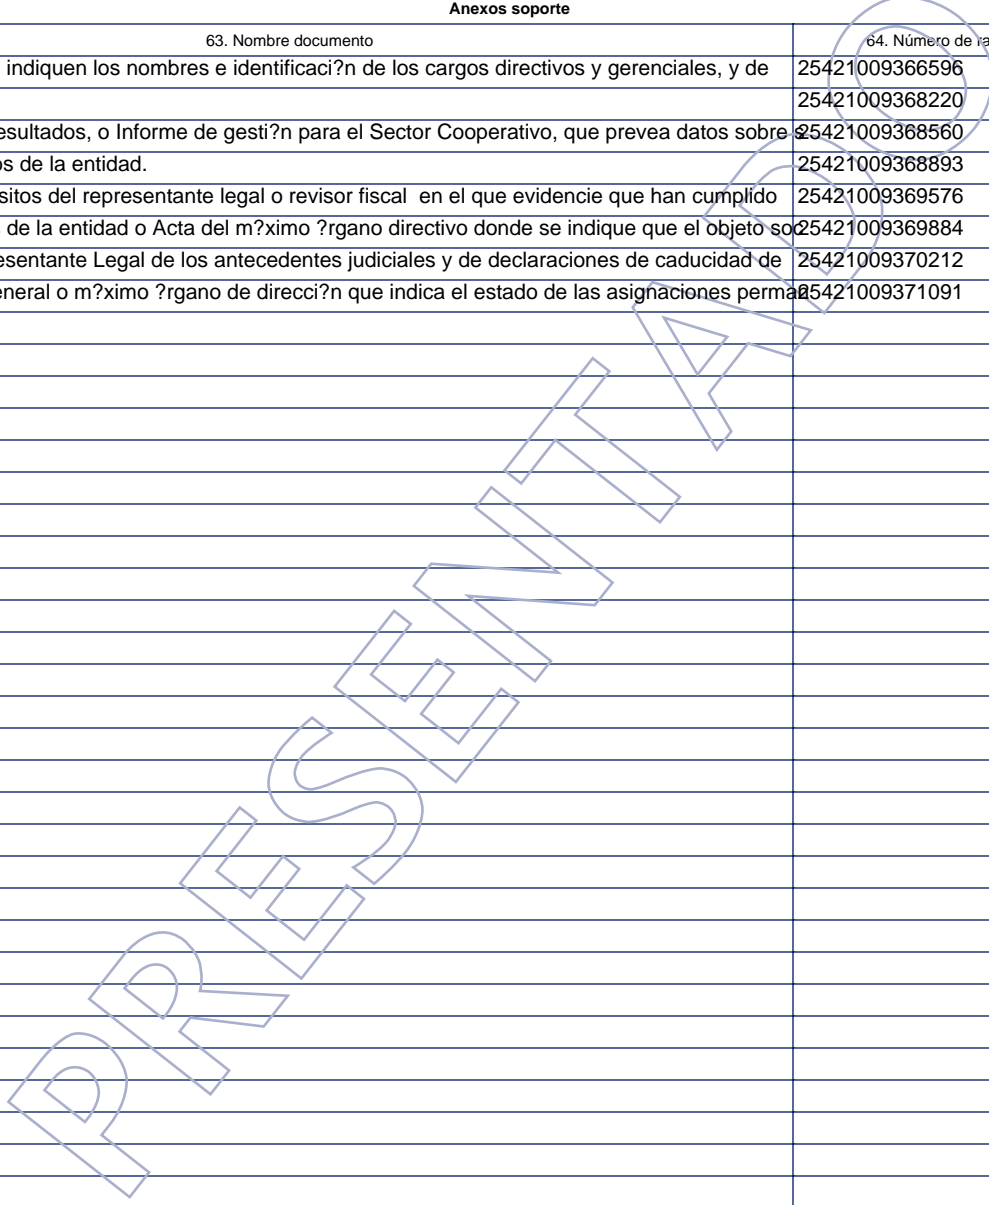 Anexos soporte
63. Nombre documento 64. Número de ra
indiquen los nombres e identificaci?n de los cargos directivos y gerenciales, y de 25421009366596
25421009368220
esultados, o Informe de gesti?n para el Sector Cooperativo, que prevea datos sobre 25421009368560
os de la entidad. 25421009368893
sitos del representante legal o revisor fiscal en el que evidencie que han cumplido 25421009369576
de la entidad o Acta del m?ximo ?rgano directivo donde se indique que el objeto soc 25421009369884
esentante Legal de los antecedentes judiciales y de declaraciones de caducidad de 25421009370212
eneral o m?ximo ?rgano de direcci?n que indica el estado de las asignaciones perman 25421009371091
PRESENTADO